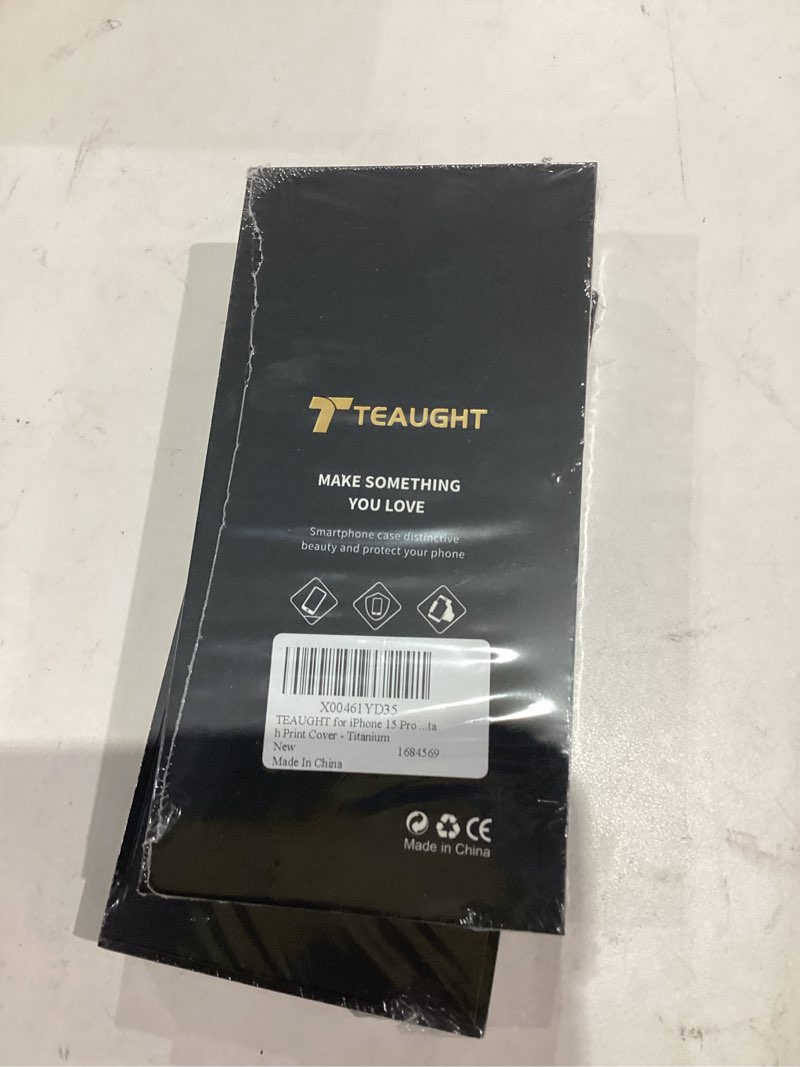 TEAUGHT
MAKE SOMETHING
YOU LOVE
Smartphone case distinctive
beauty and protect your phone
X00461YD35
TEAUGHT for iPhone 15 Pro ...ta
h Print Cover - Titanium
New 1684569
Made In China
CE
Made in China